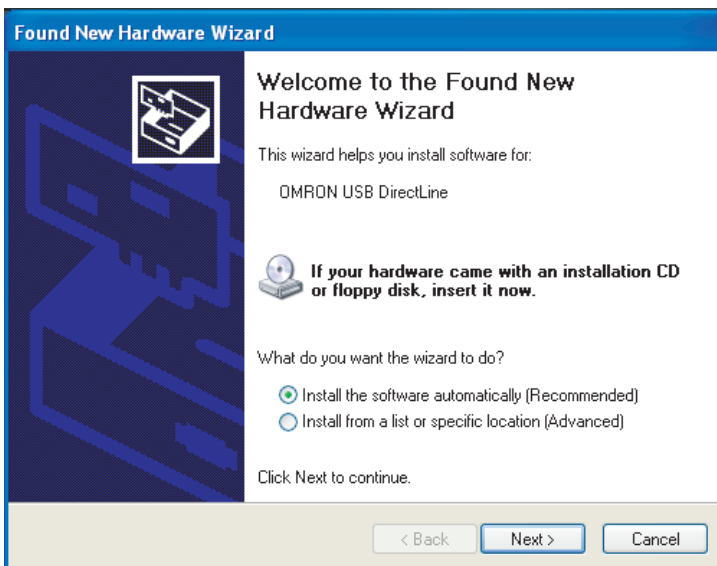 Found New Hardware Wizard
Welcome to the Found New
Hardware Wizard
This wizard helps you install software for:
OMRON USB DirectLine
If your hardware came with an installation CD
or floppy disk, insert it now.
What do you want the wizard to do?
Install the software automatically (Recommended)
Install from a list or specific location (Advanced)
Click Next to continue.
< Back Next > Cancel